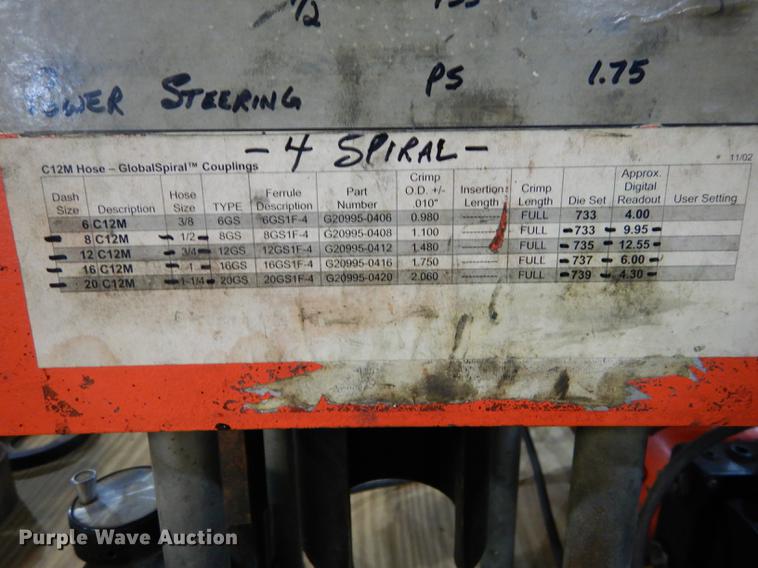 1/2
POWER STEERING PS 1.75
- 4 SPIRAL -
C12M Hose – GlobalSpiral™ Couplings 11/02
Dash Size Description Hose Size TYPE Ferrule Description Part Number Crimp O.D. +/- .010" Insertion Length Crimp Length Die Set Approx. Digital Readout User Setting
6 C12M 3/8 6GS 6GS1F-4 G20995-0406 0.980 ---------- FULL 733 4.00
8 C12M 1/2 8GS 8GS1F-4 G20995-0408 1.100 ---------- FULL 733 9.95
12 C12M 3/4 12GS 12GS1F-4 G20995-0412 1.480 ---------- FULL 735 12.55
16 C12M 1 16GS 16GS1F-4 G20995-0416 1.750 ---------- FULL 737 6.00
20 C12M 1-1/4 20GS 20GS1F-4 G20995-0420 2.060 ---------- FULL 739 4.30
Purple Wave Auction